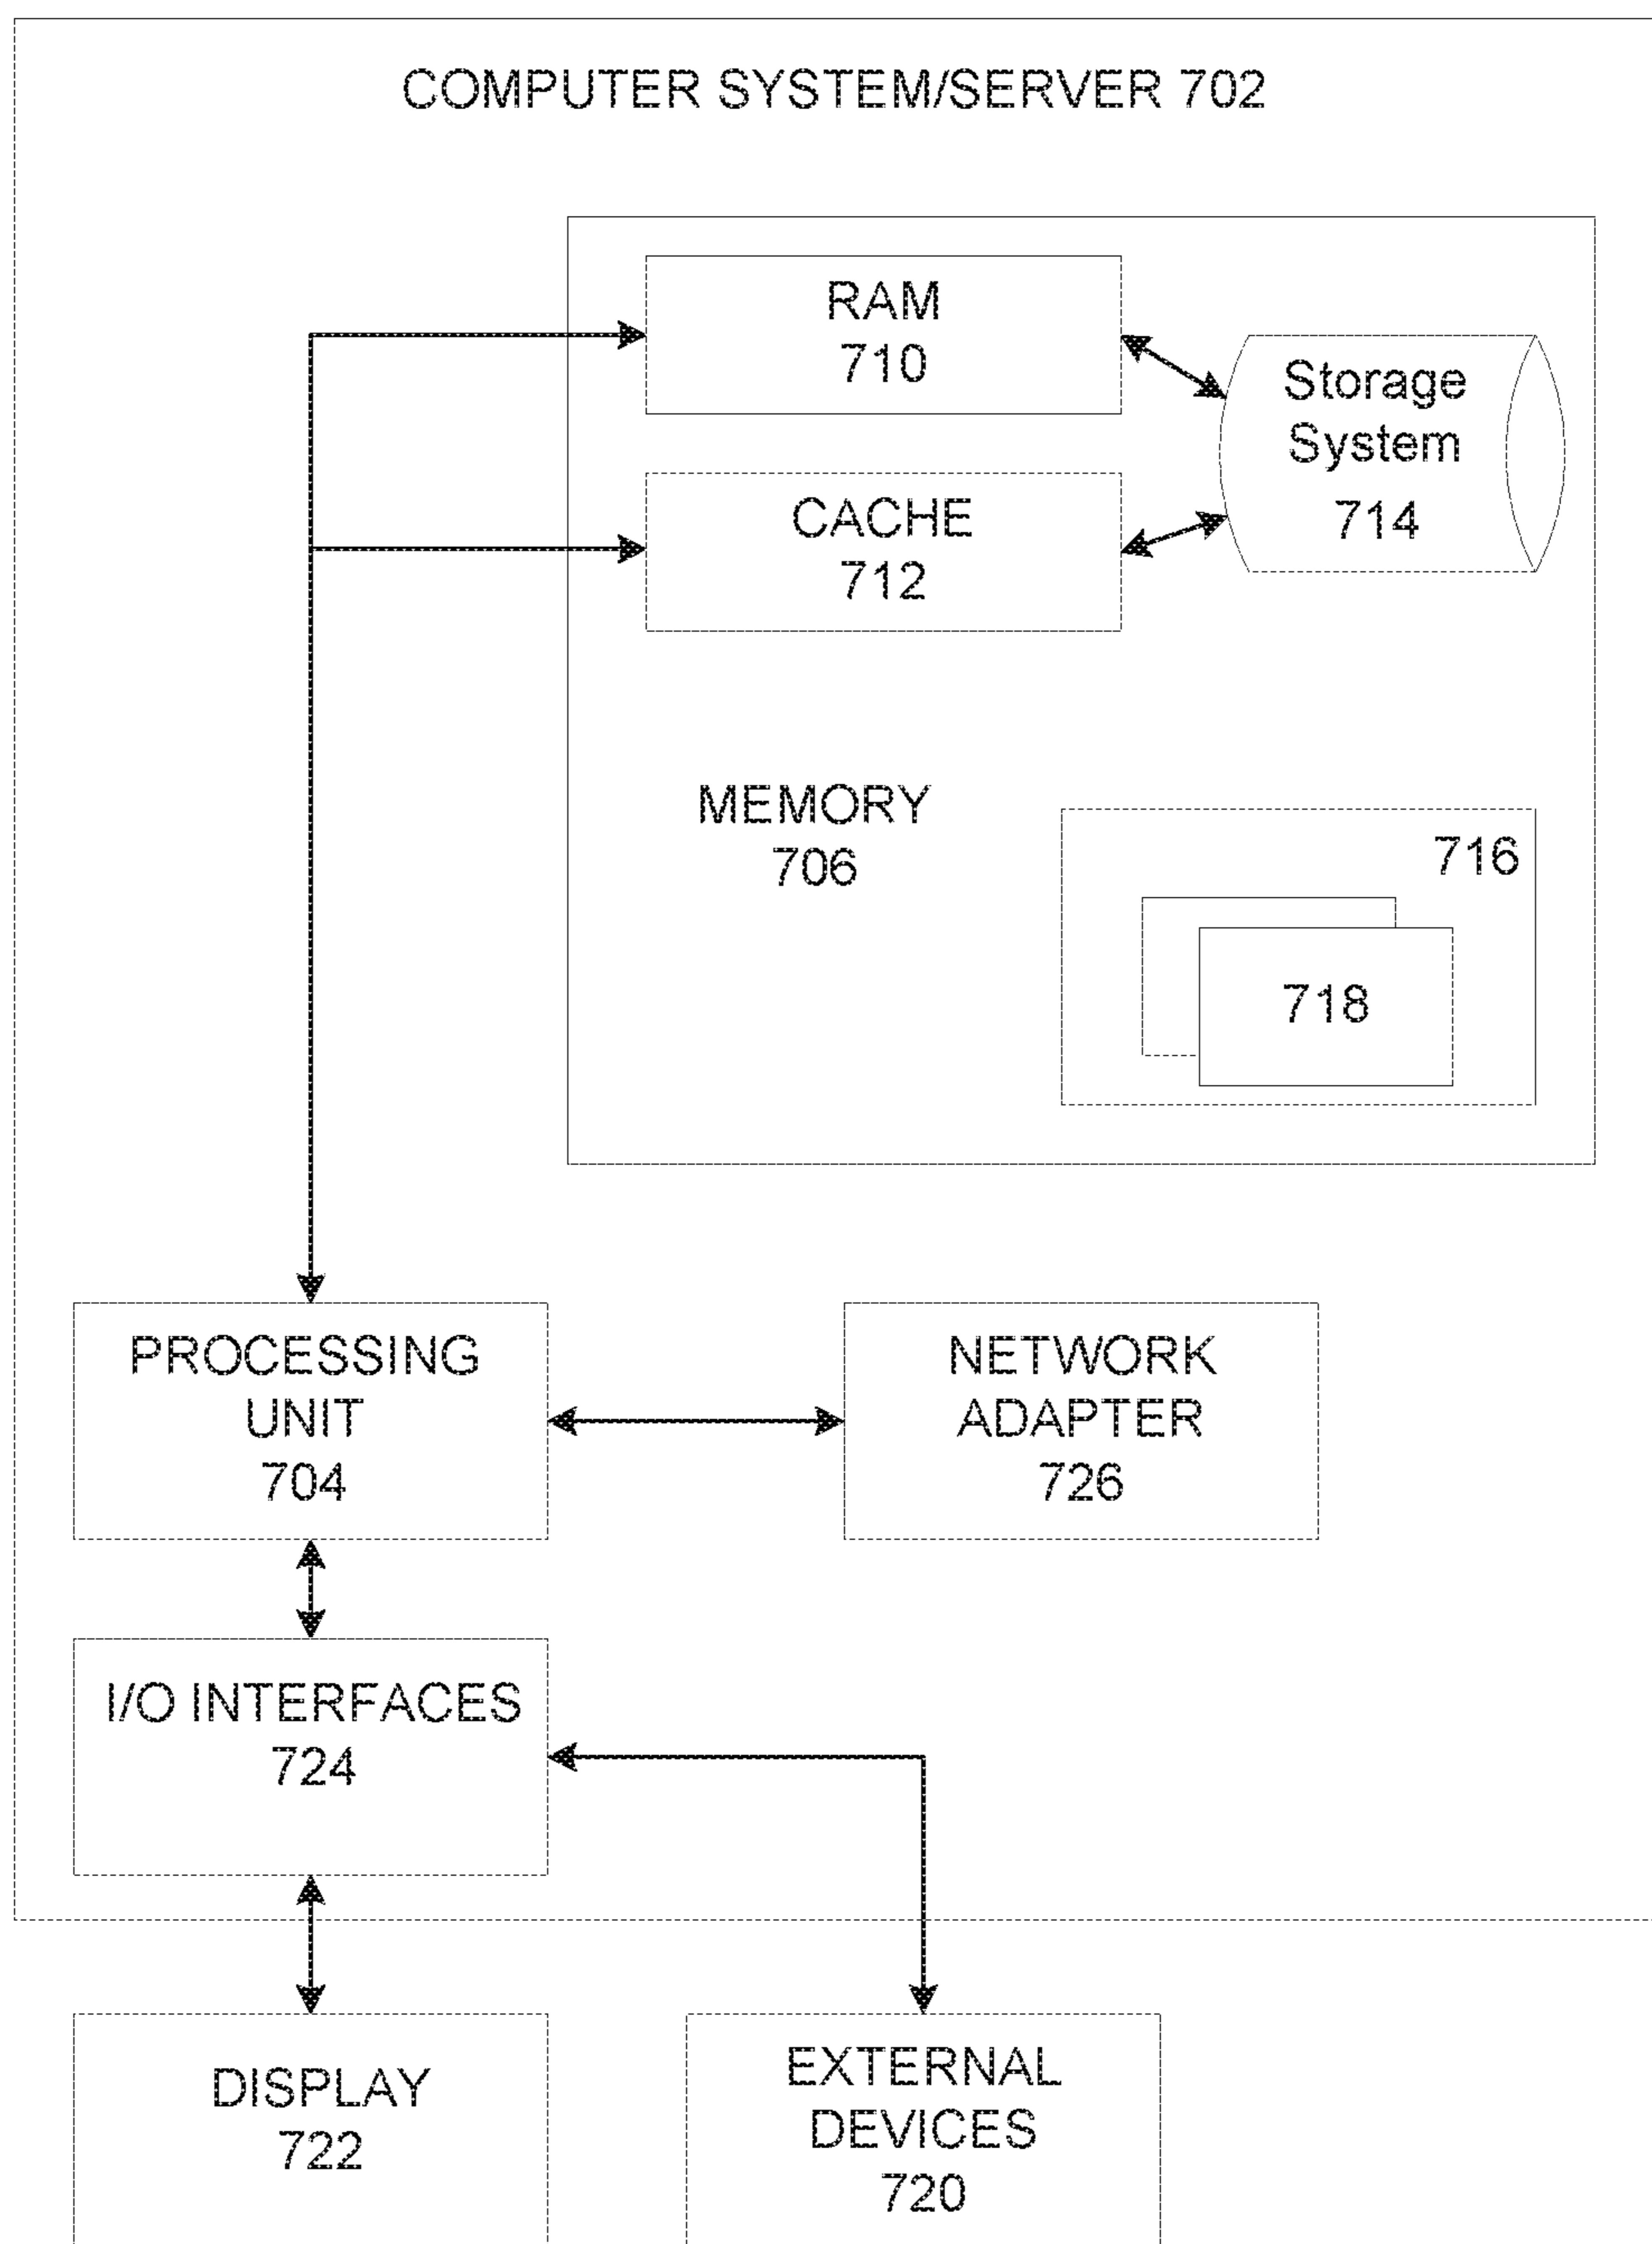 COMPUTER SYSTEM/SERVER 702
RAM
710
Storage
System
714
CACHE
712
MEMORY
706
716
718
PROCESSING
UNIT
704
NETWORK
ADAPTER
726
I/O INTERFACES
724
DISPLAY
722
EXTERNAL
DEVICES
720